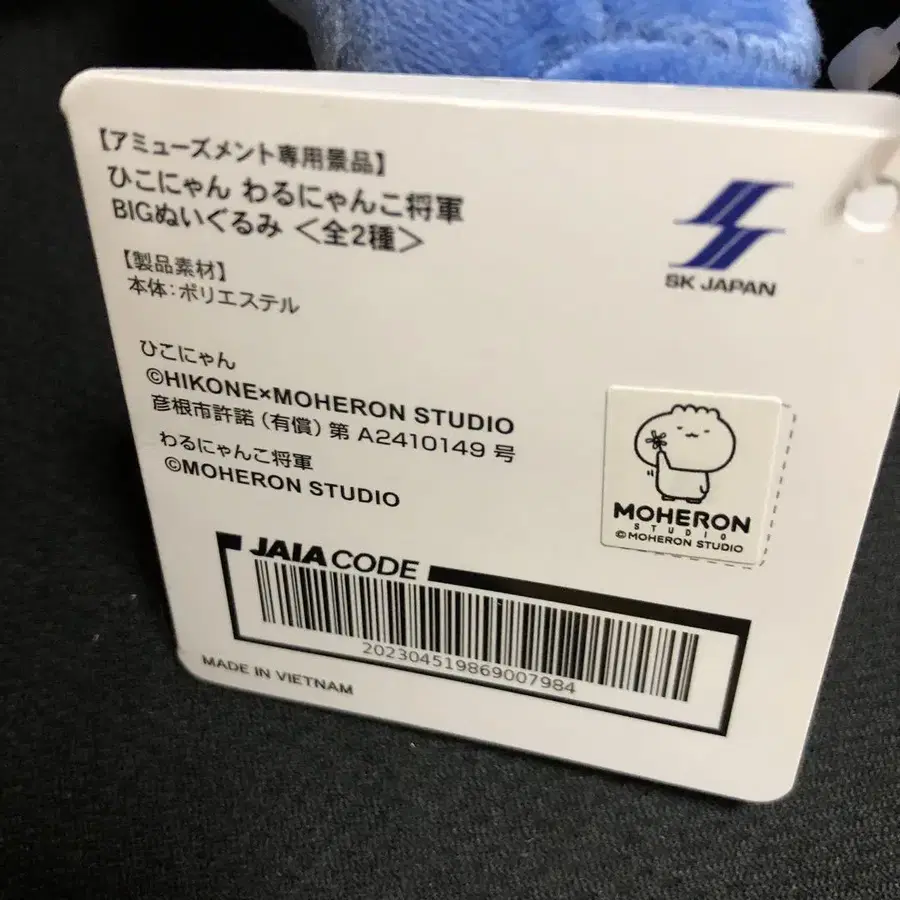 【アミューズメント専用景品】
ひこにゃん わるにゃんこ将軍
BIGぬいぐるみ <全2種>
【製品素材】
本体:ポリエステル
SK JAPAN
ひこにゃん
©HIKONE×MOHERON STUDIO
彦根市許諾(有償)第 A2410149 号
わるにゃんこ将軍
©MOHERON STUDIO
MOHERON
STUDIO
©MOHERON STUDIO
JAIA CODE
202304519869007984
MADE IN VIETNAM